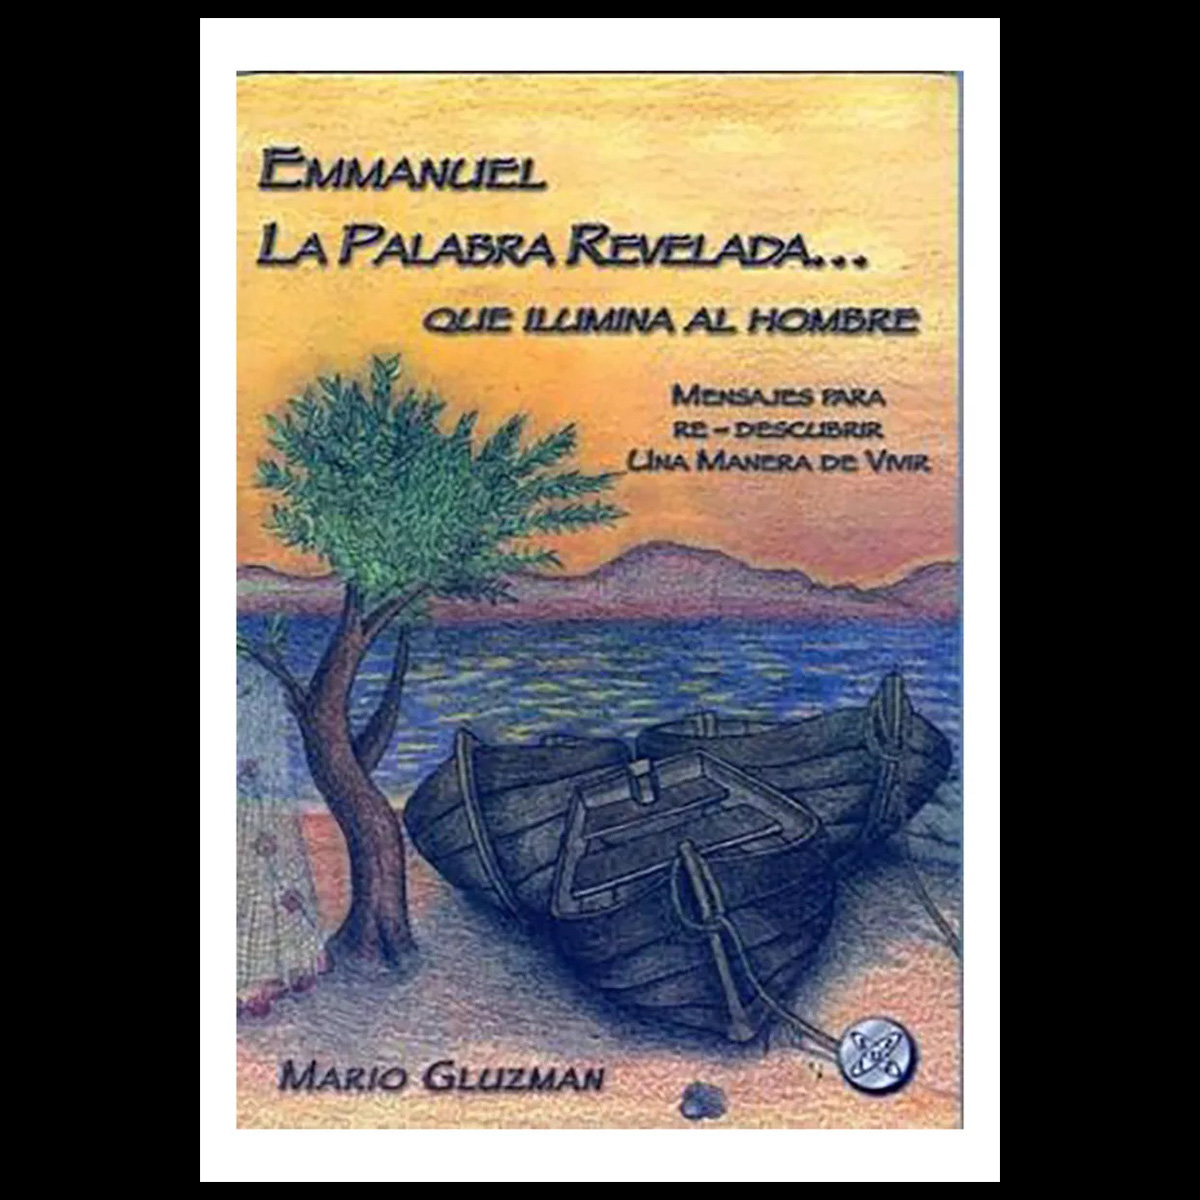 EMMANUEL
LA PALABRA REVELADA...
QUE ILUMINA AL HOMBRE
MENSAJES PARA
RE - DESCUBRIR
UNA MANERA DE VIVIR
MARIO GLUZMAN